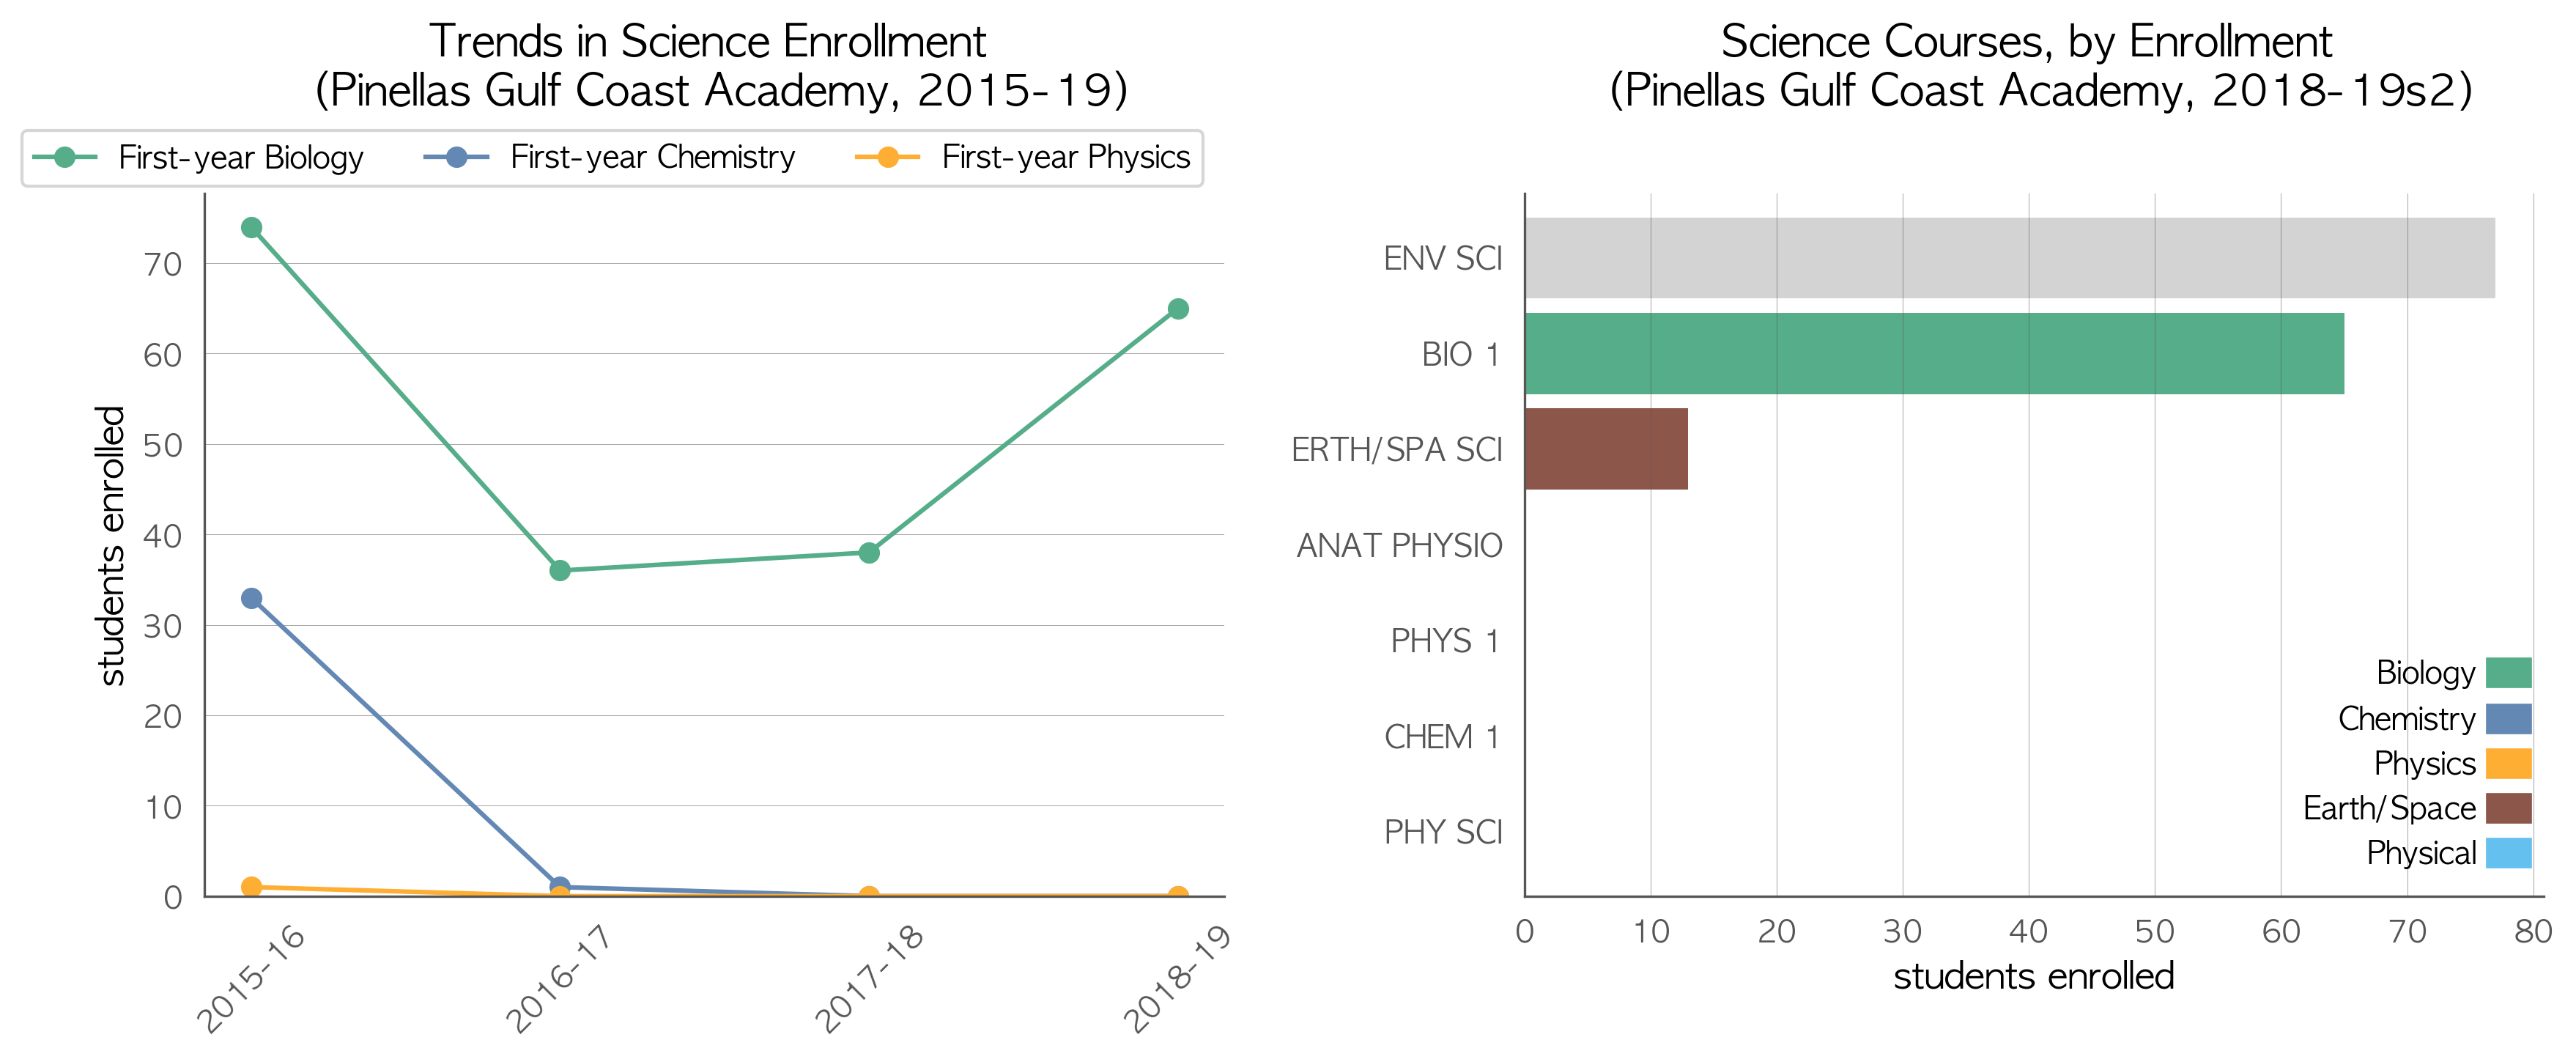 Trends in Science Enrollment
(Pinellas Gulf Coast Academy, 2015-19)
First-year Biology
First-year Chemistry
First-year Physics
students enrolled
70
60
50
40
30
20
10
0
2015-16
2016-17
2017-18
2018-19
Science Courses, by Enrollment
(Pinellas Gulf Coast Academy, 2018-19s2)
ENV SCI
BIO 1
ERTH/SPA SCI
ANAT PHYSIO
PHYS 1
CHEM 1
PHY SCI
Biology
Chemistry
Physics
Earth/Space
Physical
0
10
20
30
40
50
60
70
80
students enrolled